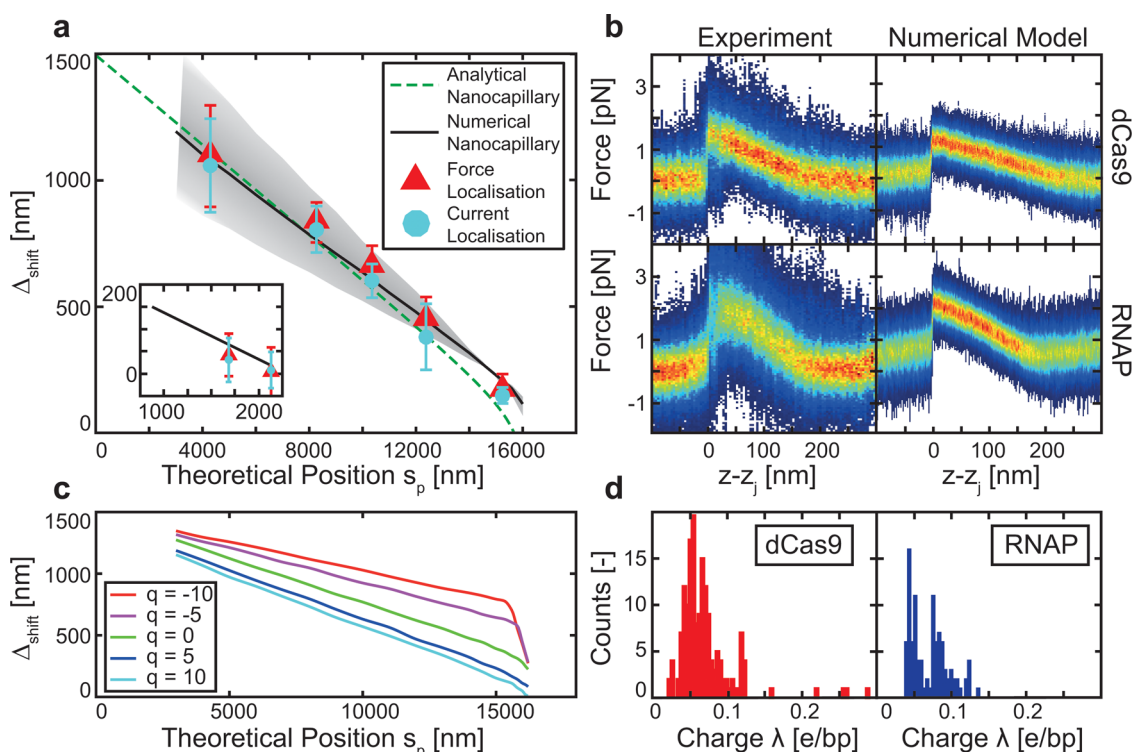 a
1500
1000
500
0
Δshift [nm]
Analytical
Nanocapillary
Numerical
Nanocapillary
Force
Localisation
Current
Localisation
200
0
1000
2000
0
4000
8000
12000
16000
Theoretical Position sp [nm]
b
Experiment
Numerical Model
Force [pN]
3
1
-1
dCas9
Force [pN]
3
1
-1
RNAP
0
100
200
z-zj [nm]
0
100
200
z-zj [nm]
c
1500
1000
500
0
Δshift [nm]
q = -10
q = -5
q = 0
q = 5
q = 10
0
5000
10000
15000
Theoretical Position sp [nm]
d
dCas9
RNAP
15
10
5
0
Counts [-]
0
0.1
0.2
Charge λ [e/bp]
0
0.1
0.2
Charge λ [e/bp]